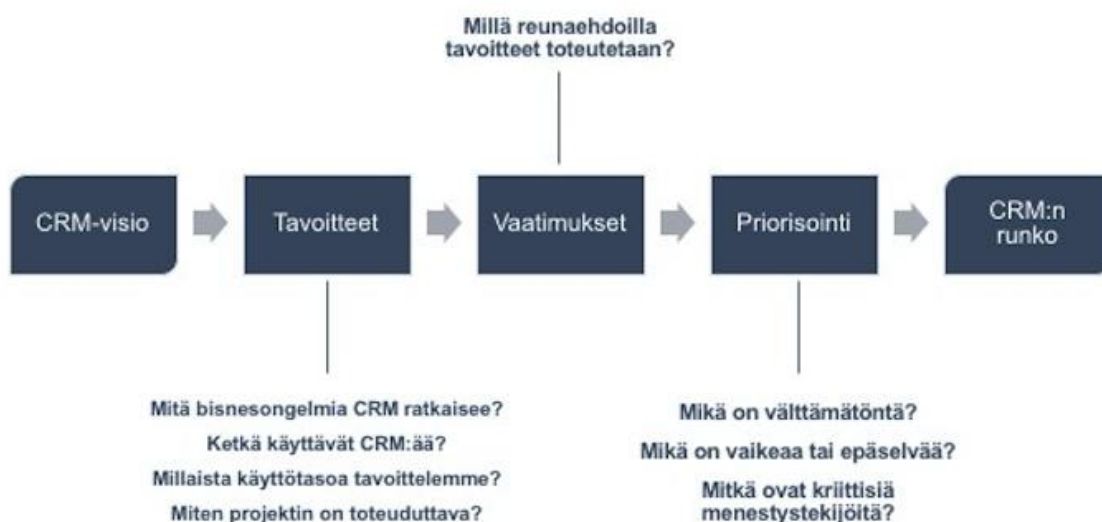 Millä reunaehdoilla
tavoitteet toteutetaan?
CRM-visio
Tavoitteet
Vaatimukset
Priorisointi
CRM:n
runko
Mitä bisnesongelmia CRM ratkaisee?
Ketkä käyttävät CRM:ää?
Millaista käyttötasoa tavoittelemme?
Miten projektin on toteuduttava?
Mikä on välttämätöntä?
Mikä on vaikeaa tai epäselvää?
Mitkä ovat kriittisiä
menestystekijöitä?